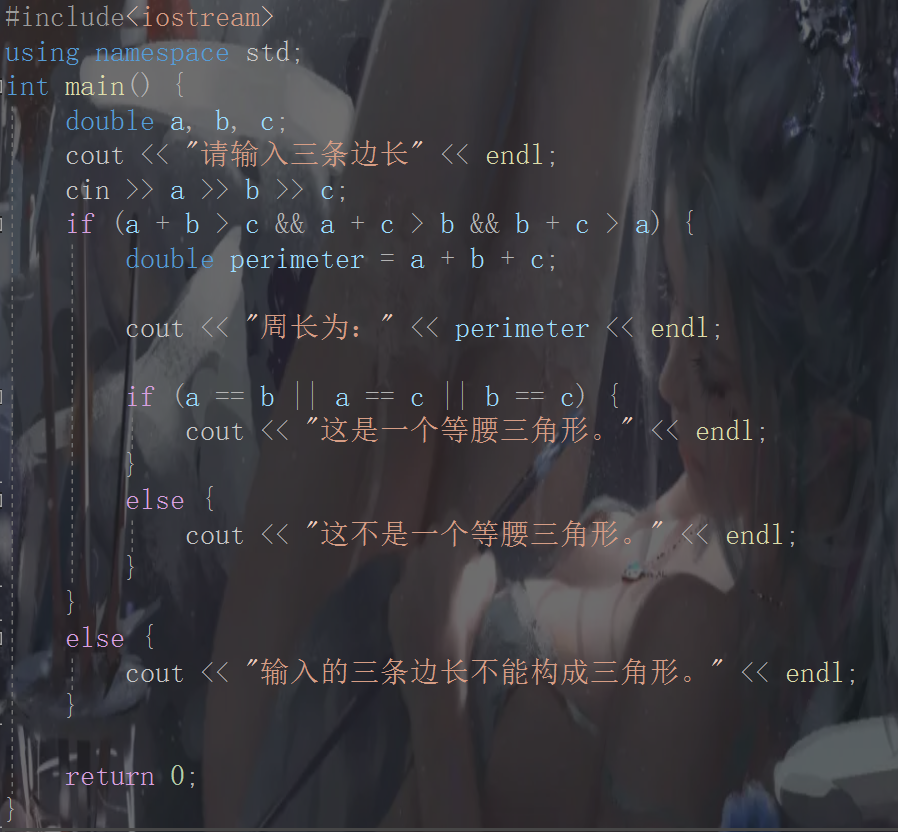 #include<iostream>
using namespace std;
int main() {
double a, b, c;
cout << "请输入三条边长" << endl;
cin >> a >> b >> c;
if (a + b > c && a + c > b && b + c > a) {
double perimeter = a + b + c;
cout << "周长为：" << perimeter << endl;
if (a == b || a == c || b == c) {
cout << "这是一个等腰三角形。" << endl;
}
else {
cout << "这不是一个等腰三角形。" << endl;
}
}
else {
cout << "输入的三条边长不能构成三角形。" << endl;
}
return 0;
}